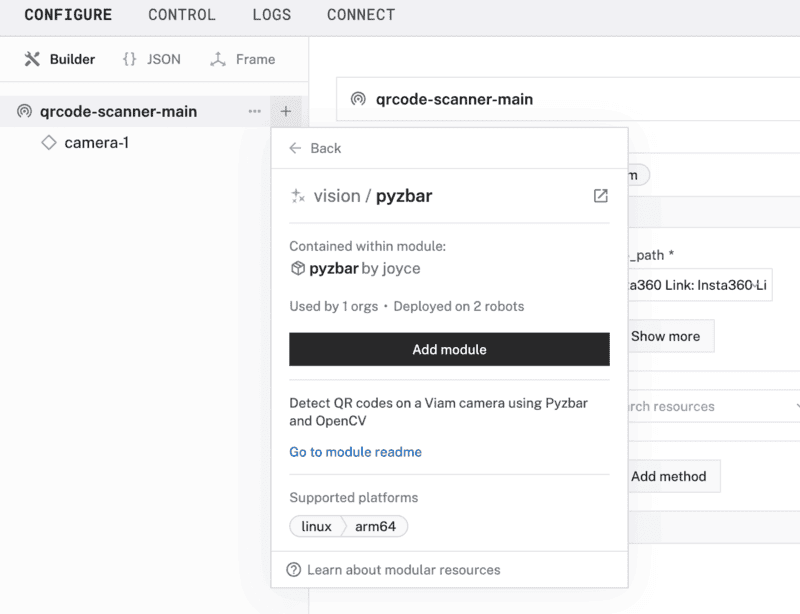 CONFIGURE CONTROL LOGS CONNECT
Builder {} JSON Frame
qrcode-scanner-main ... +
camera-1
qrcode-scanner-main
Back
vision / pyzbar
Contained within module:
pyzbar by joyce
Used by 1 orgs • Deployed on 2 robots
Add module
Detect QR codes on a Viam camera using Pyzbar
and OpenCV
Go to module readme
Supported platforms
linux arm64
Learn about modular resources
m
_path *
ta360 Link: Insta360 Li
Show more
rch resources
Add method